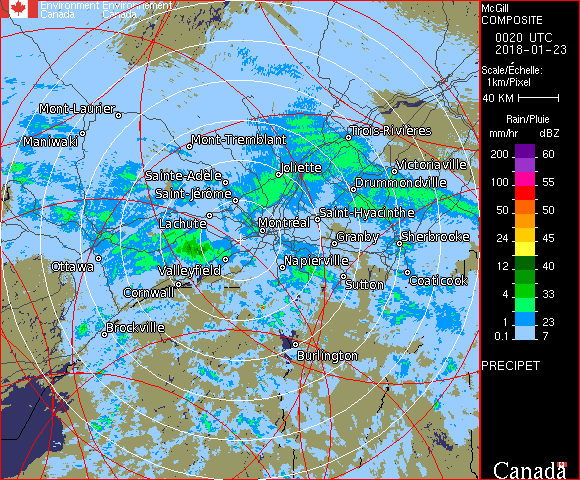 Environment Environnement
Canada Canada
McGill
COMPOSITE
0020 UTC
2018-01-23
Scale/Échelle:
1km/Pixel
40 KM
Rain/Pluie
mm/hr dBZ
200 60
100 55
50 50
24 45
12 40
4 33
1 23
0.1 7
PRECIPET
Canada
Mont-Laurier
Maniwaki
Mont-Tremblant
Trois-Rivières
Sainte-Adèle
Joliette
Victoriaville
Saint-Jérôme
Drummondville
Lachute
Montréal
Saint-Hyacinthe
Granby
Sherbrooke
Ottawa
Valleyfield
Napierville
Cornwall
Sutton
Coaticook
Brockville
Burlington